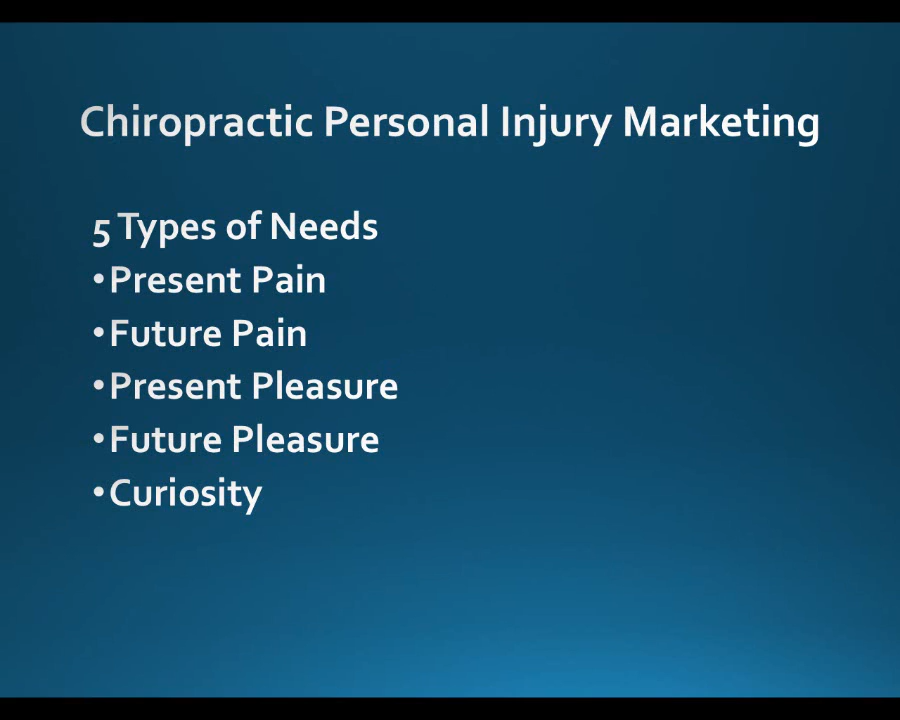 Chiropractic Personal Injury Marketing
5 Types of Needs
•Present Pain
•Future Pain
•Present Pleasure
•Future Pleasure
•Curiosity